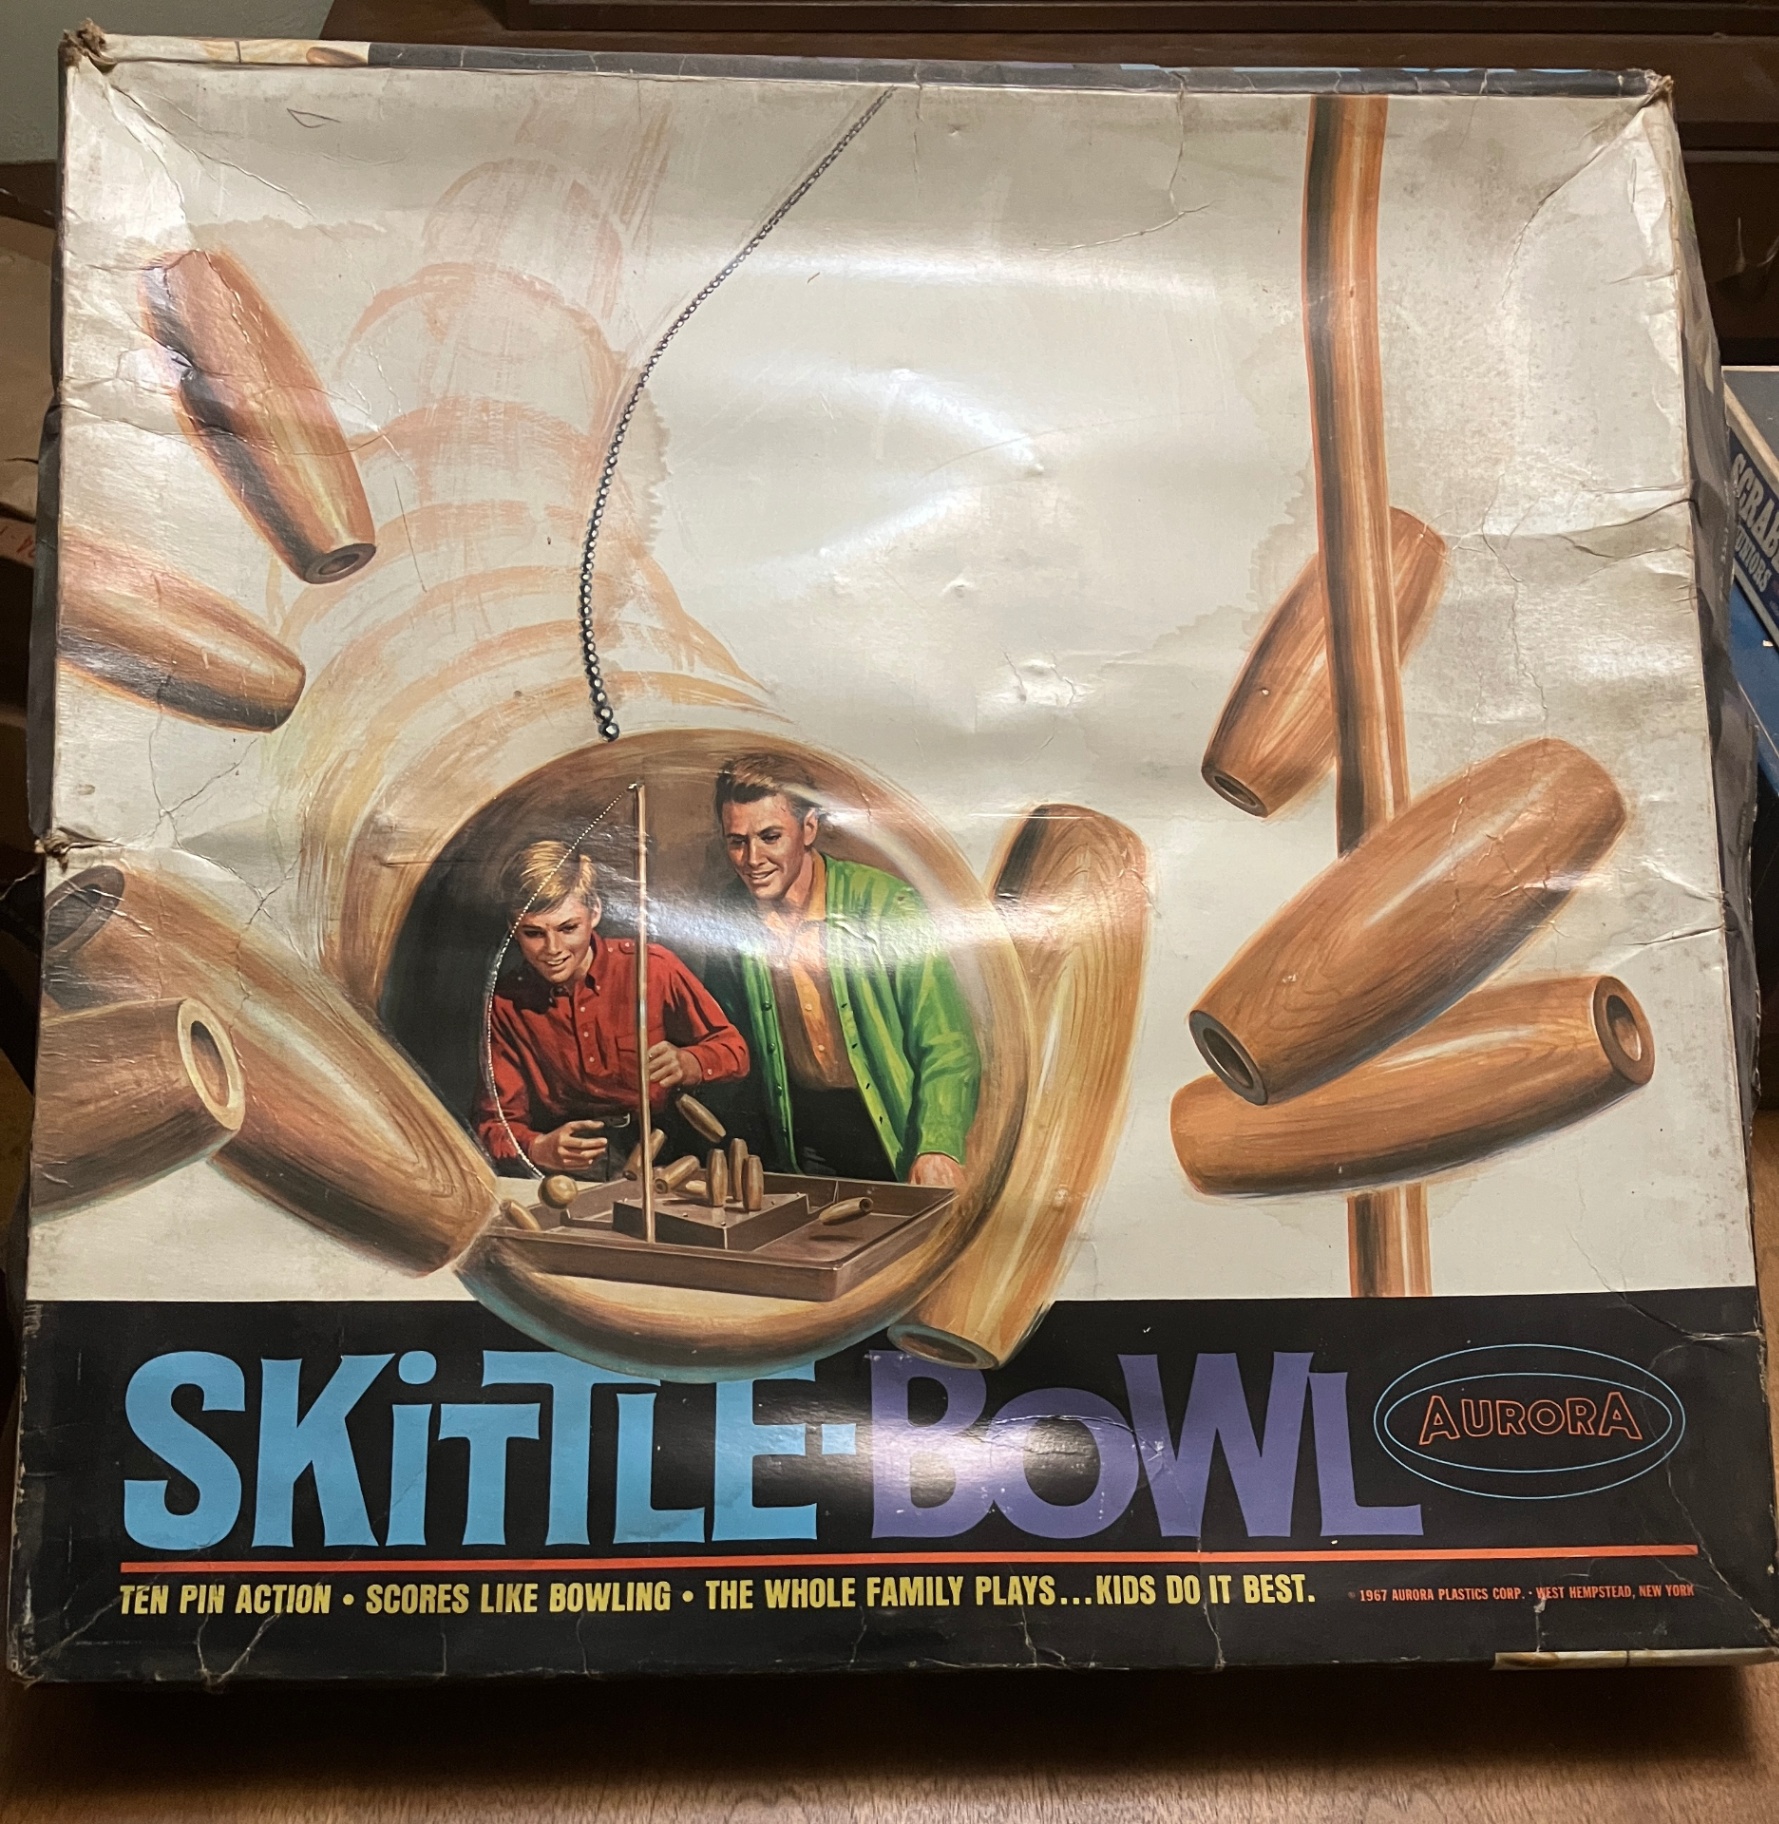 SKiTTLE-BoWL
AURORA
TEN PIN ACTION • SCORES LIKE BOWLING • THE WHOLE FAMILY PLAYS...KIDS DO IT BEST.
© 1967 AURORA PLASTICS CORP. • WEST HEMPSTEAD, NEW YORK